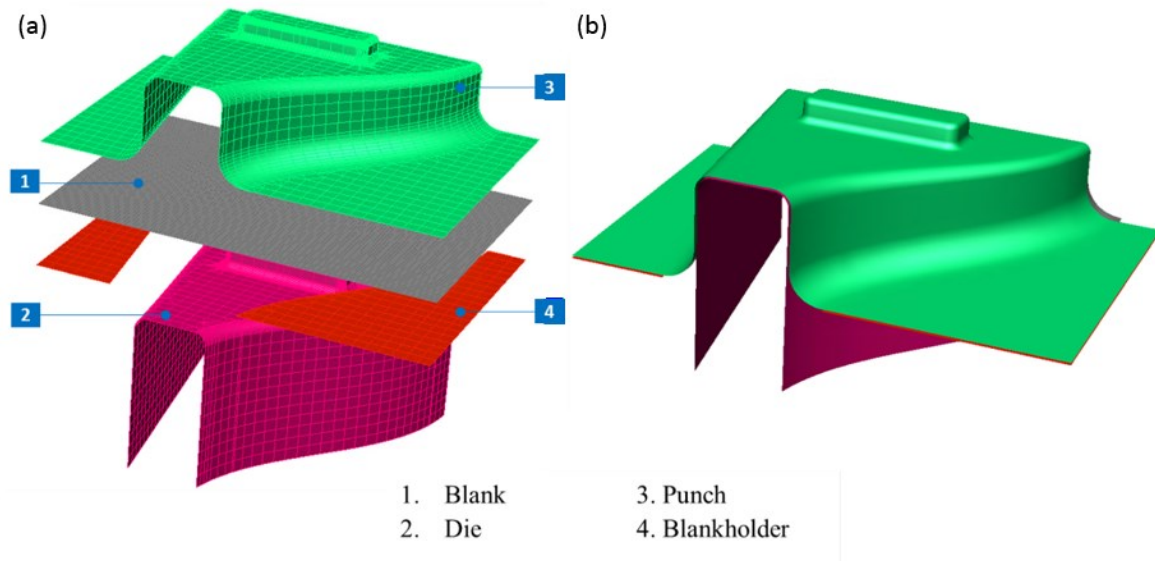 (a)
(b)
3
1
2
4
1. Blank 3. Punch
2. Die 4. Blankholder